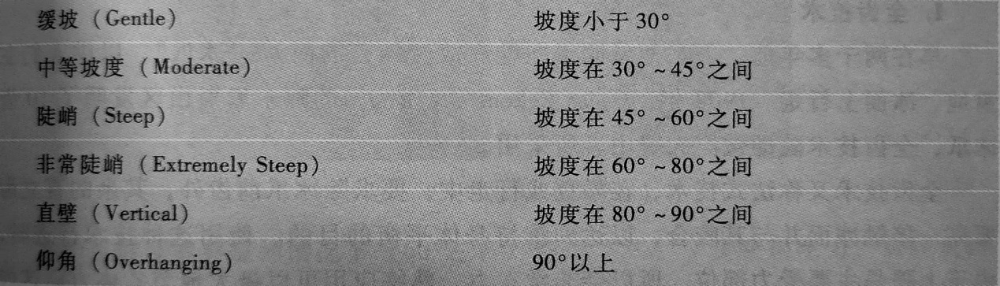 缓坡（Gentle） 坡度小于 30°
中等坡度（Moderate） 坡度在 30° ~45°之间
陡峭（Steep） 坡度在 45° ~60°之间
非常陡峭（Extremely Steep） 坡度在 60° ~80°之间
直壁（Vertical） 坡度在 80° ~90°之间
仰角（Overhanging） 90°以上